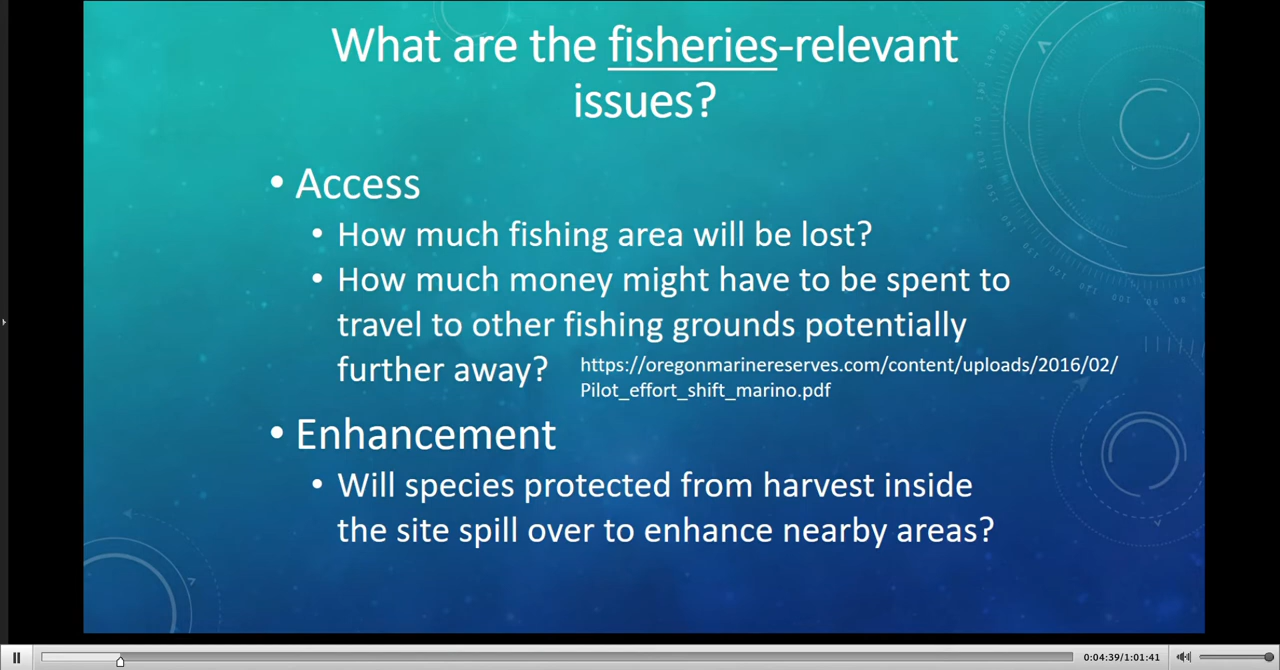 What are the fisheries-relevant
issues?
• Access
• How much fishing area will be lost?
• How much money might have to be spent to
travel to other fishing grounds potentially
further away?
https://oregonmarinereserves.com/content/uploads/2016/02/
Pilot_effort_shift_marino.pdf
• Enhancement
• Will species protected from harvest inside
the site spill over to enhance nearby areas?
0:04:39/1:01:41